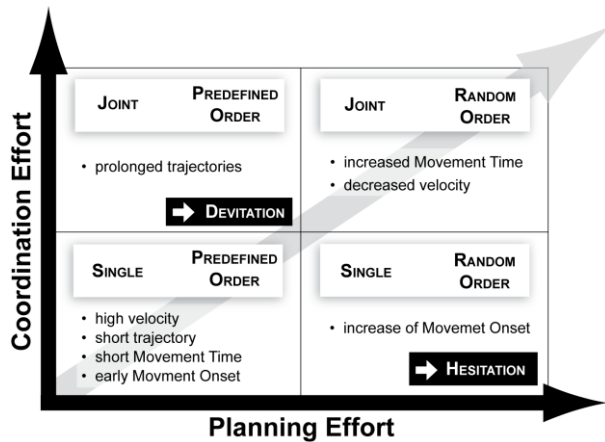 Coordination Effort
JOINT PREDEFINED ORDER
• prolonged trajectories
DEVITATION
JOINT RANDOM ORDER
• increased Movement Time
• decreased velocity
SINGLE PREDEFINED ORDER
• high velocity
• short trajectory
• short Movement Time
• early Movment Onset
SINGLE RANDOM ORDER
• increase of Movemet Onset
HESITATION
Planning Effort